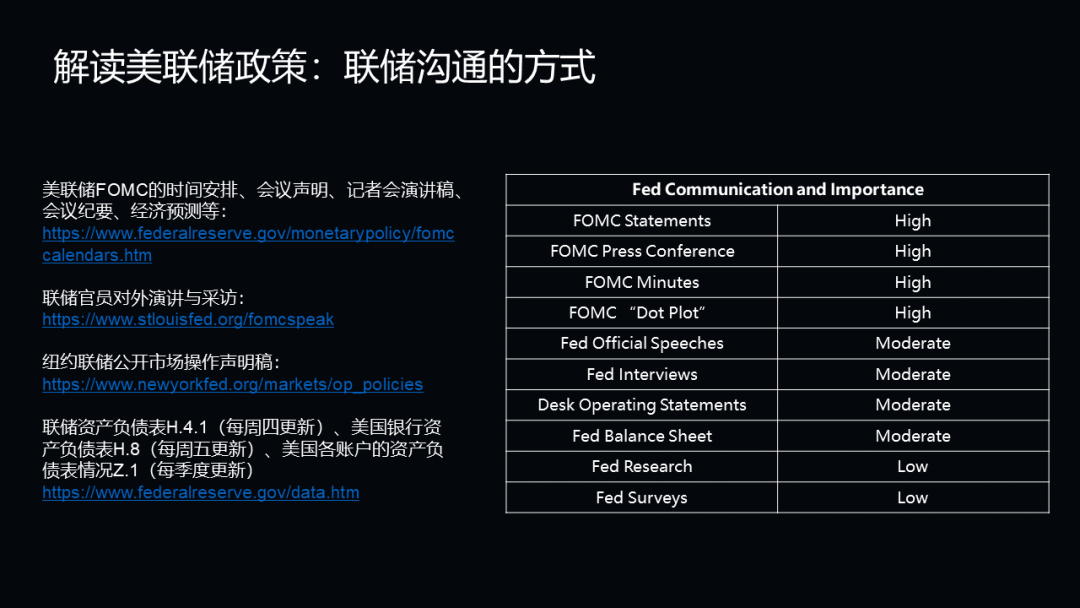 解读美联储政策：联储沟通的方式
美联储FOMC的时间安排、会议声明、记者会演讲稿、
会议纪要、经济预测等：
https://www.federalreserve.gov/monetarypolicy/fomc
calendars.htm
联储官员对外演讲与采访：
https://www.stlouisfed.org/fomcspeak
纽约联储公开市场操作声明稿：
https://www.newyorkfed.org/markets/op_policies
联储资产负债表H.4.1（每周四更新）、美国银行资
产负债表H.8（每周五更新）、美国各账户的资产负
债表情况Z.1（每季度更新）
https://www.federalreserve.gov/data.htm
Fed Communication and Importance
FOMC Statements High
FOMC Press Conference High
FOMC Minutes High
FOMC “Dot Plot” High
Fed Official Speeches Moderate
Fed Interviews Moderate
Desk Operating Statements Moderate
Fed Balance Sheet Moderate
Fed Research Low
Fed Surveys Low